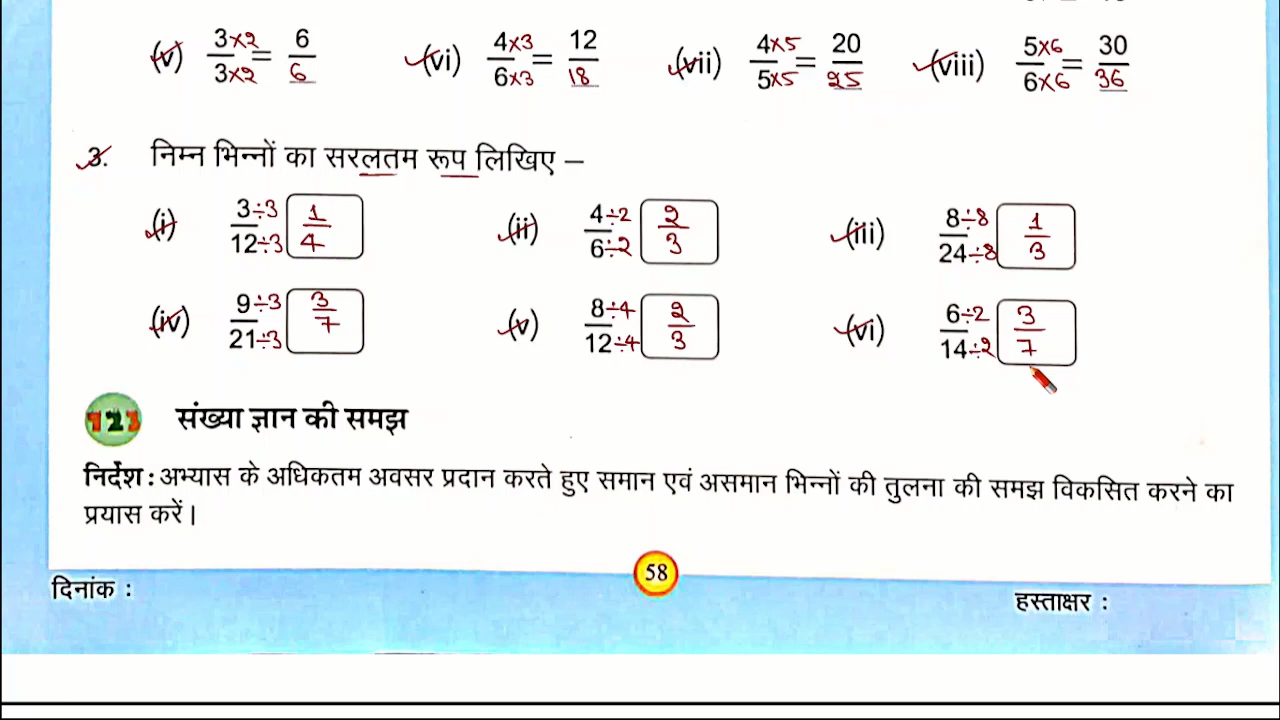 (v) 3×2/3×2 = 6/6 (vi) 4×3/6×3 = 12/18 (vii) 4×5/5×5 = 20/25 (viii) 5×6/6×6 = 30/36
3. निम्न भिन्नों का सरलतम रूप लिखिए –
(i) 3÷3/12÷3 1/4 (ii) 4÷2/6÷2 2/3 (iii) 8÷8/24÷8 1/3
(iv) 9÷3/21÷3 3/7 (v) 8÷4/12÷4 2/3 (vi) 6÷2/14÷2 3/7
123 संख्या ज्ञान की समझ
निर्देश : अभ्यास के अधिकतम अवसर प्रदान करते हुए समान एवं असमान भिन्नों की तुलना की समझ विकसित करने का
प्रयास करें।
58
दिनांक :
हस्ताक्षर :